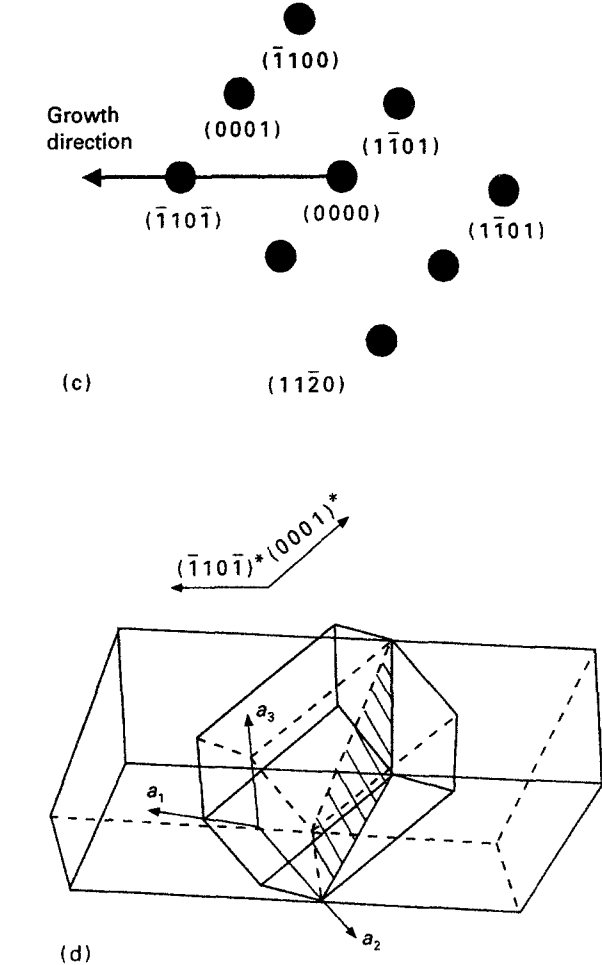 (1̅100)
(0001)
Growth
direction
(11̅01)
(1̅101̅)
(0000)
(11̅01)
(c)
(112̅0)
(1̅101̅)* (0001)*
a3
a1
a2
(d)